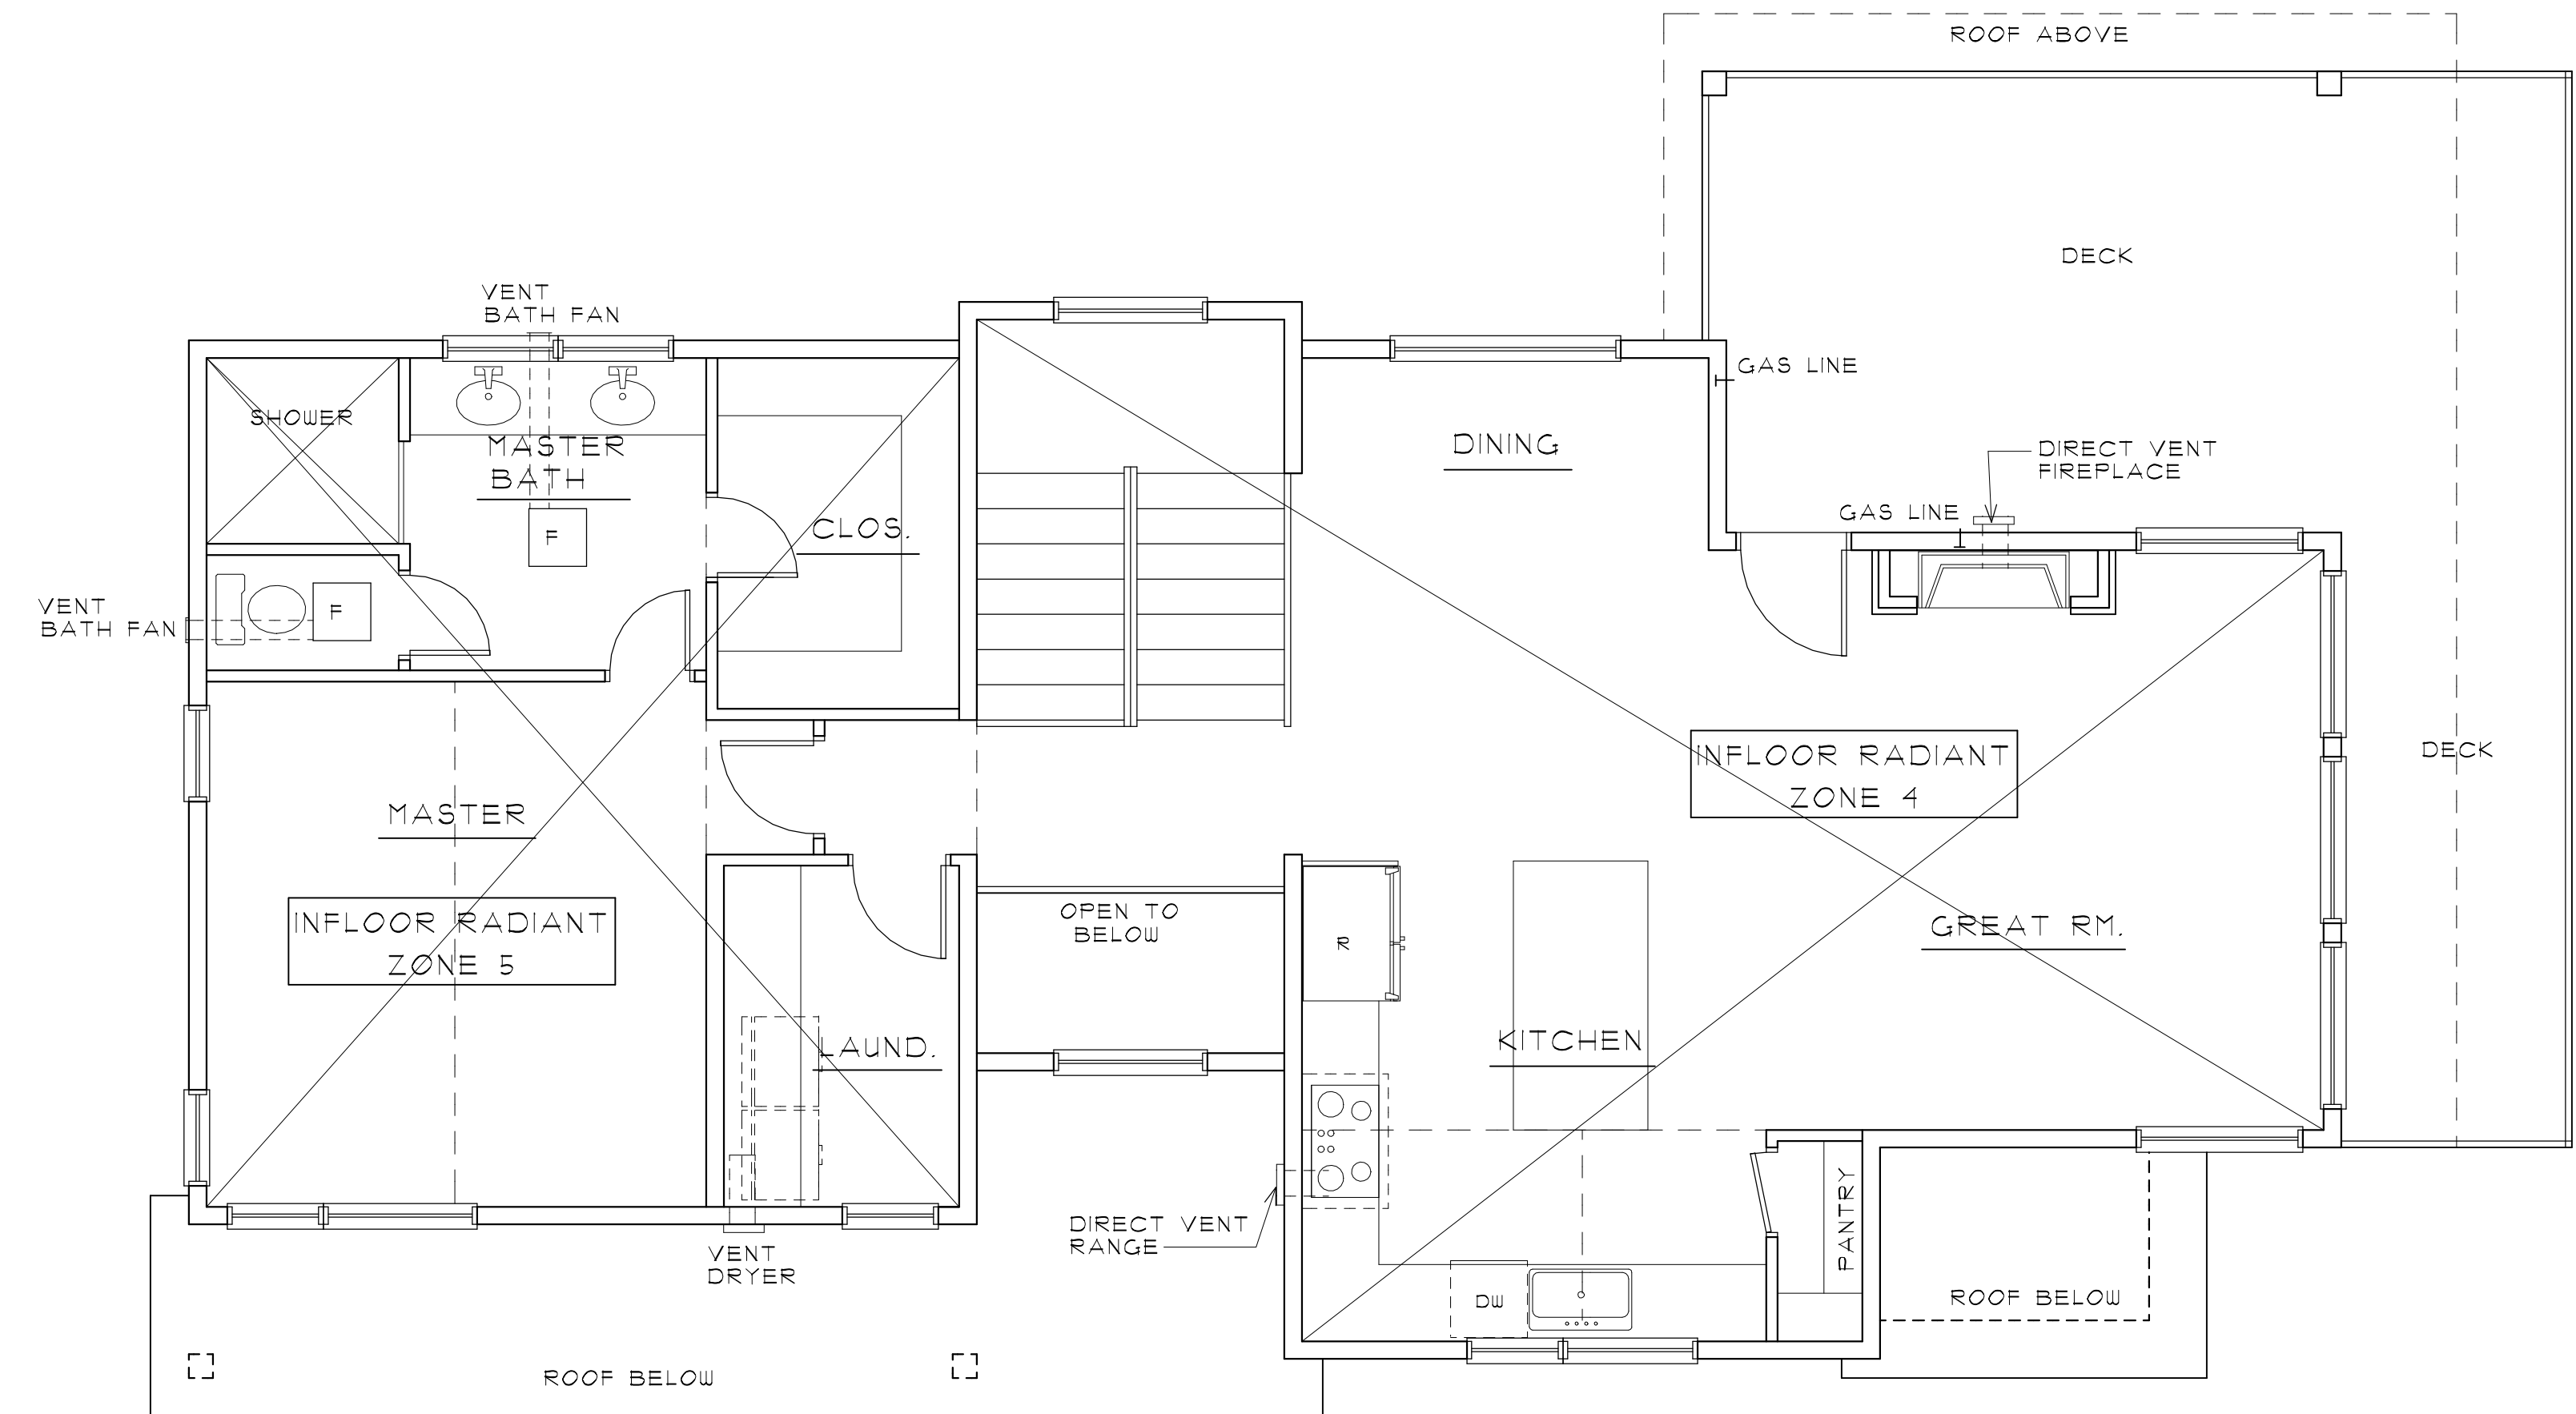 ROOF ABOVE
DECK
VENT
BATH FAN
GAS LINE
SHOWER
MASTER
BATH
DINING
DIRECT VENT
FIREPLACE
GAS LINE
CLOS.
F
F
VENT
BATH FAN
INFLOOR RADIANT
ZONE 4
DECK
MASTER
INFLOOR RADIANT
ZONE 5
OPEN TO
BELOW
R
GREAT RM.
LAUND.
KITCHEN
PANTRY
DIRECT VENT
RANGE
VENT
DRYER
DW
ROOF BELOW
ROOF BELOW